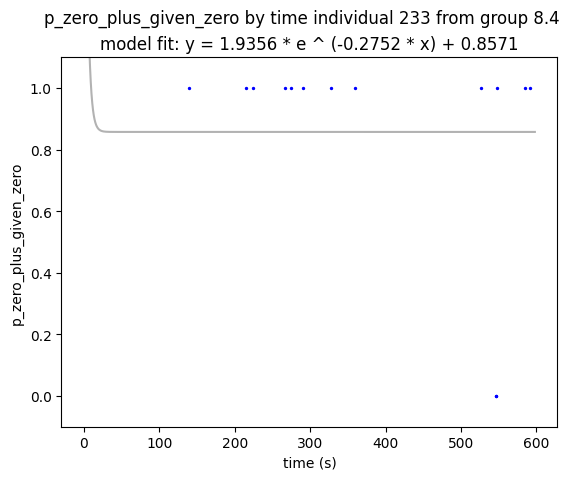 p_zero_plus_given_zero by time individual 233 from group 8.4
model fit: y = 1.9356 * e ^ (-0.2752 * x) + 0.8571
1.0
0.8
0.6
0.4
0.2
0.0
p_zero_plus_given_zero
0 100 200 300 400 500 600
time (s)